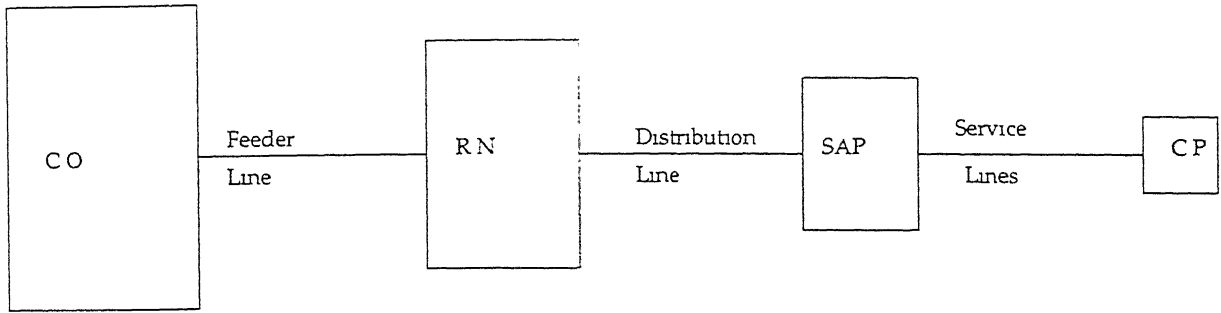 CO
Feeder
Line
RN
Distribution
Line
SAP
Service
Lines
CP